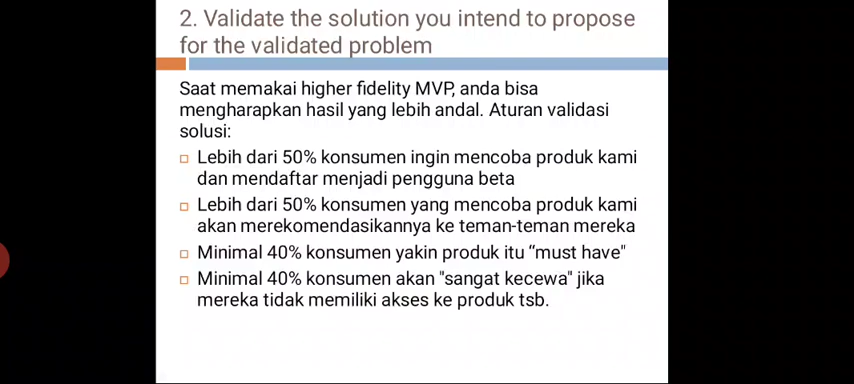 2. Validate the solution you intend to propose
for the validated problem
Saat memakai higher fidelity MVP, anda bisa
mengharapkan hasil yang lebih andal. Aturan validasi
solusi:
Lebih dari 50% konsumen ingin mencoba produk kami
dan mendaftar menjadi pengguna beta
Lebih dari 50% konsumen yang mencoba produk kami
akan merekomendasikannya ke teman-teman mereka
Minimal 40% konsumen yakin produk itu “must have"
Minimal 40% konsumen akan "sangat kecewa" jika
mereka tidak memiliki akses ke produk tsb.